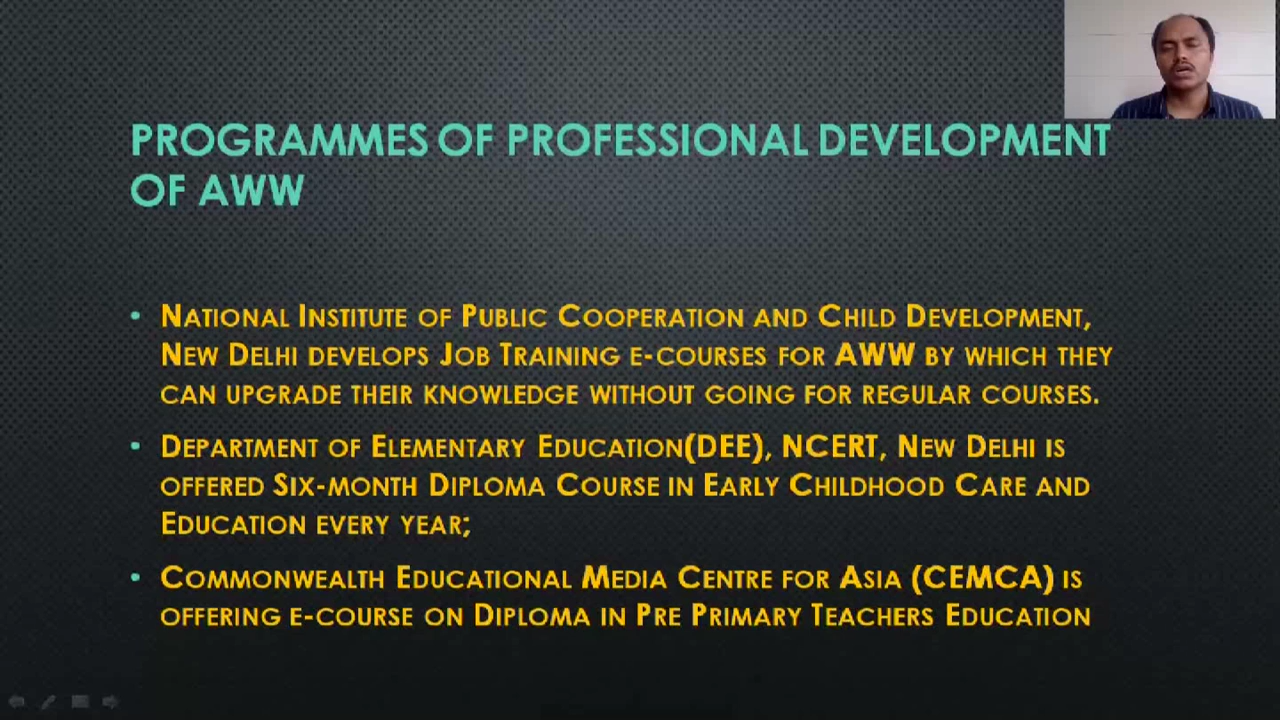 PROGRAMMES OF PROFESSIONAL DEVELOPMENT
OF AWW
• NATIONAL INSTITUTE OF PUBLIC COOPERATION AND CHILD DEVELOPMENT,
NEW DELHI DEVELOPS JOB TRAINING E-COURSES FOR AWW BY WHICH THEY
CAN UPGRADE THEIR KNOWLEDGE WITHOUT GOING FOR REGULAR COURSES.
• DEPARTMENT OF ELEMENTARY EDUCATION(DEE), NCERT, NEW DELHI IS
OFFERED SIX-MONTH DIPLOMA COURSE IN EARLY CHILDHOOD CARE AND
EDUCATION EVERY YEAR;
• COMMONWEALTH EDUCATIONAL MEDIA CENTRE FOR ASIA (CEMCA) IS
OFFERING E-COURSE ON DIPLOMA IN PRE PRIMARY TEACHERS EDUCATION